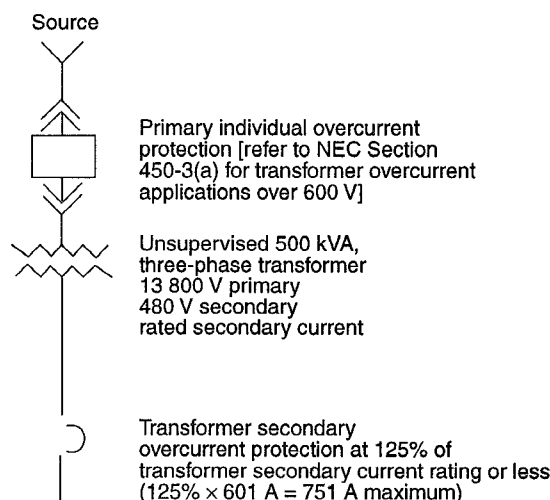 Source
Primary individual overcurrent
protection [refer to NEC Section
450-3(a) for transformer overcurrent
applications over 600 V]
Unsupervised 500 kVA,
three-phase transformer
13 800 V primary
480 V secondary
rated secondary current
Transformer secondary
overcurrent protection at 125% of
transformer secondary current rating or less
(125% × 601 A = 751 A maximum)